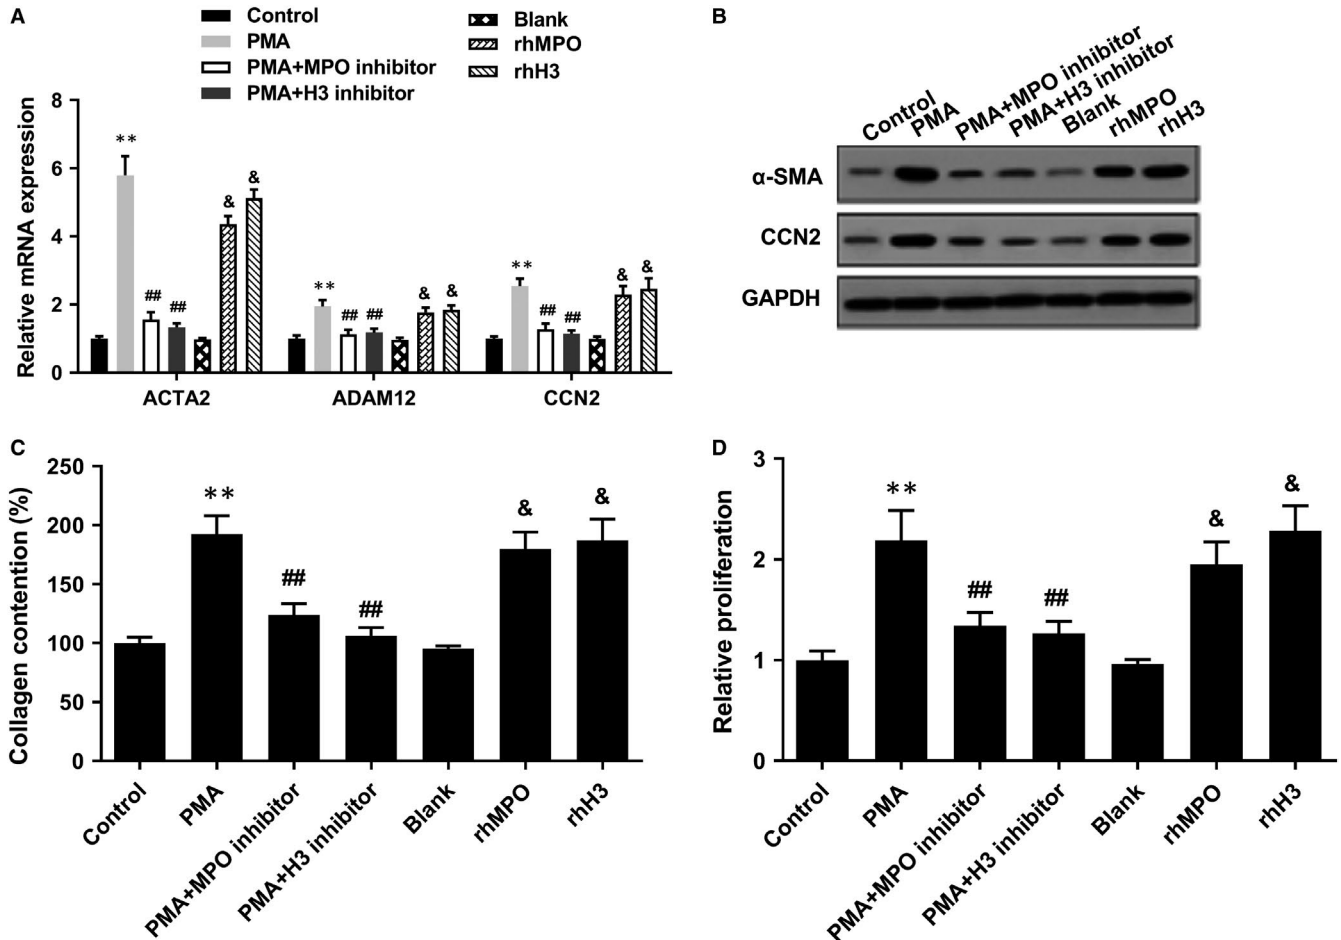 A
Control
PMA
PMA+MPO inhibitor
PMA+H3 inhibitor
Blank
rhMPO
rhH3
Relative mRNA expression
8
6
4
2
0
** ## ## & &
** ## ## & &
** ## ## & &
ACTA2 ADAM12 CCN2
B
Control PMA PMA+MPO inhibitor PMA+H3 inhibitor Blank rhMPO rhH3
α-SMA
CCN2
GAPDH
C
Collagen contention (%)
250
200
150
100
50
0
** ## ## & &
Control PMA PMA+MPO inhibitor PMA+H3 inhibitor Blank rhMPO rhH3
D
Relative proliferation
3
2
1
0
** ## ## & &
Control PMA PMA+MPO inhibitor PMA+H3 inhibitor Blank rhMPO rhH3